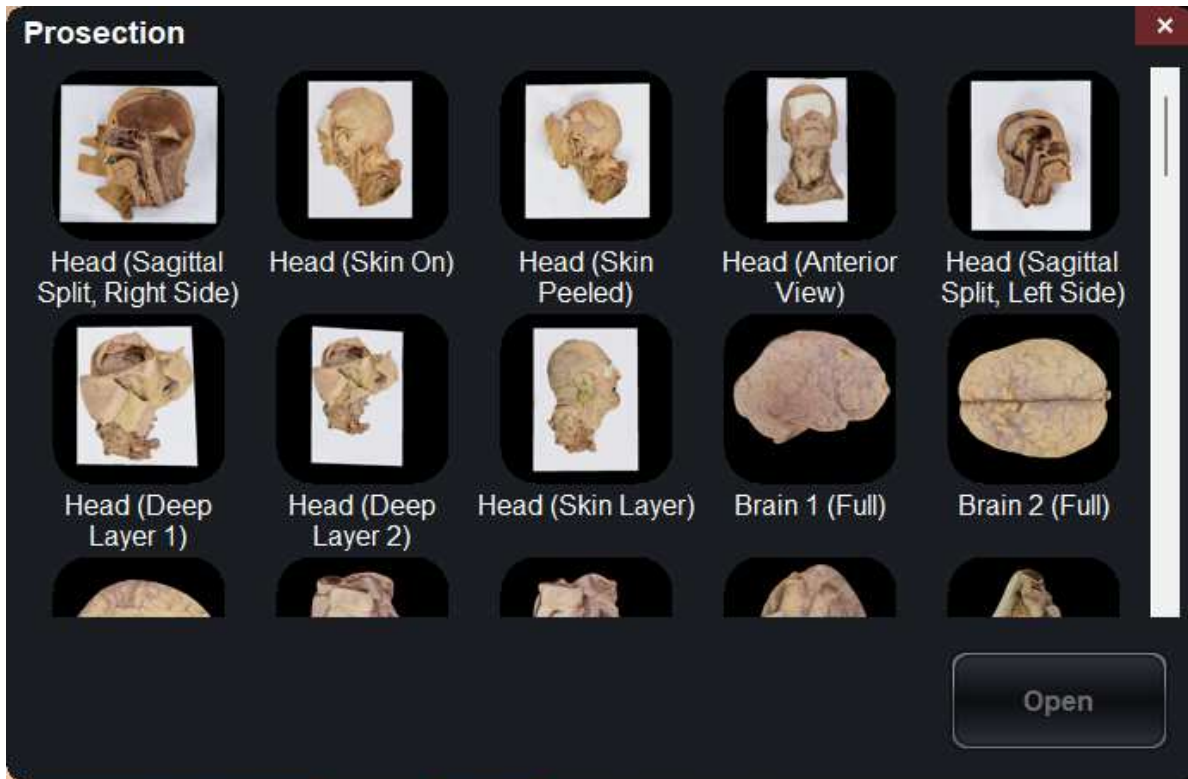 Prosection
×
Head (Sagittal
Split, Right Side)
Head (Skin On)
Head (Skin
Peeled)
Head (Anterior
View)
Head (Sagittal
Split, Left Side)
Head (Deep
Layer 1)
Head (Deep
Layer 2)
Head (Skin Layer)
Brain 1 (Full)
Brain 2 (Full)
Open